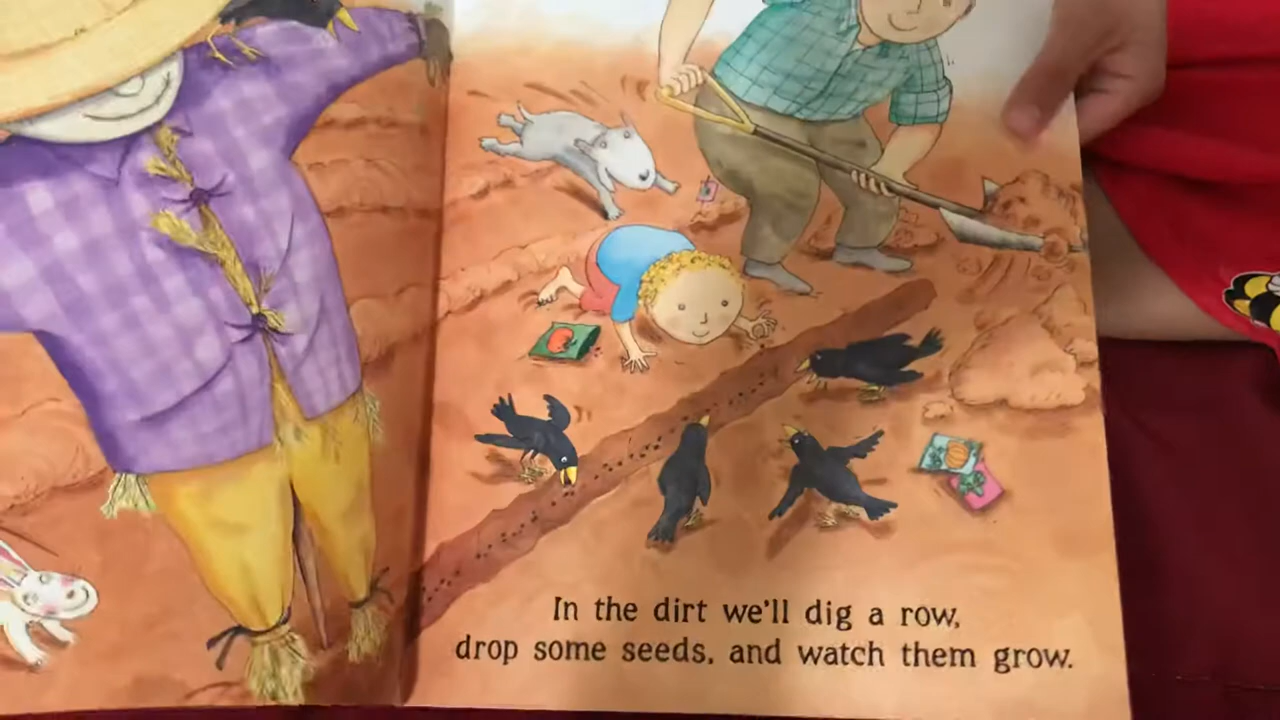 In the dirt we'll dig a row,
drop some seeds, and watch them grow.